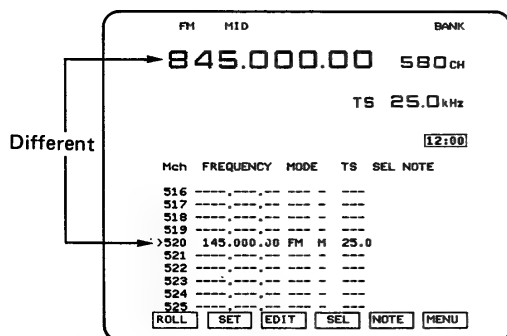 FM MID BANK
845.000.00 580CH
TS 25.0kHz
Different
12:00
Mch FREQUENCY MODE TS SEL NOTE
516 ----.---.-- --- - ---
517 ----.---.-- --- - ---
518 ----.---.-- --- - ---
519 ----.---.-- --- - ---
>520 145.000.00 FM M 25.0
521 ----.---.-- --- - ---
522 ----.---.-- --- - ---
523 ----.---.-- --- - ---
524 ----.---.-- --- - ---
525 ----.---.-- --- - ---
ROLL SET EDIT SEL NOTE MENU